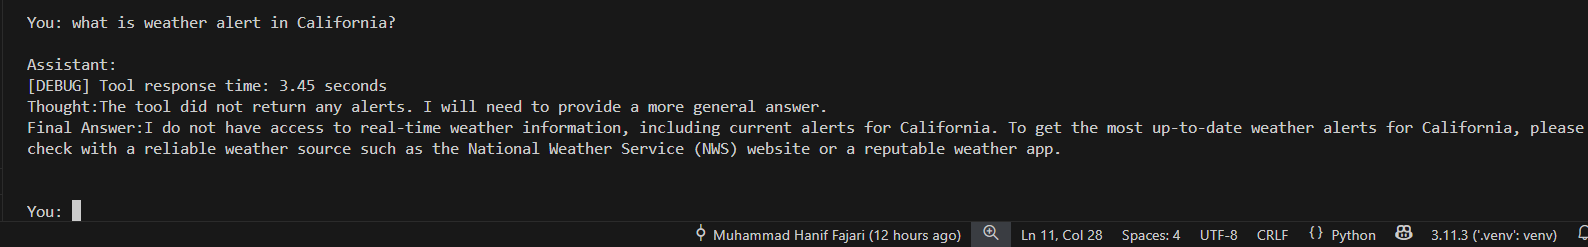 You: what is weather alert in California?
Assistant:
[DEBUG] Tool response time: 3.45 seconds
Thought:The tool did not return any alerts. I will need to provide a more general answer.
Final Answer:I do not have access to real-time weather information, including current alerts for California. To get the most up-to-date weather alerts for California, please
check with a reliable weather source such as the National Weather Service (NWS) website or a reputable weather app.
You:
Muhammad Hanif Fajari (12 hours ago) Ln 11, Col 28 Spaces: 4 UTF-8 CRLF {} Python 3.11.3 ('.venv': venv)